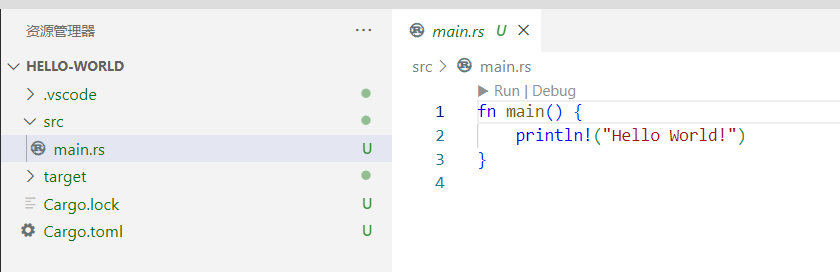 资源管理器 ···
HELLO-WORLD
.vscode
src
main.rs U
target
Cargo.lock U
Cargo.toml U
main.rs U
src > main.rs
Run | Debug
1 fn main() {
2     println!("Hello World!")
3 }
4